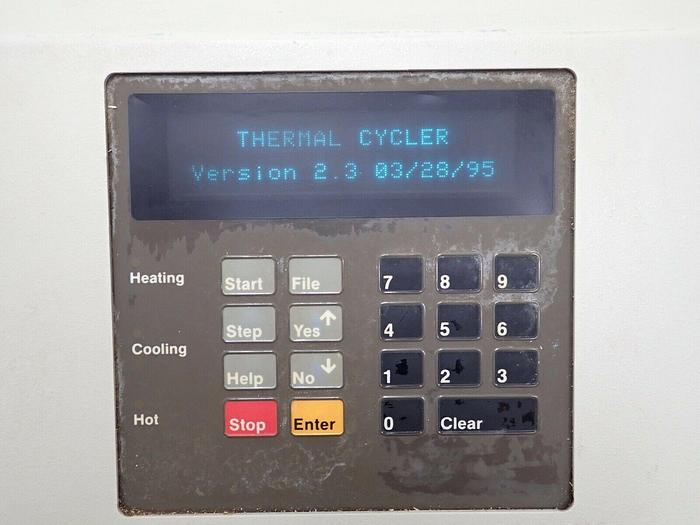 THERMAL CYCLER
Version 2.3 03/28/95
Heating
Start File 7 8 9
Step Yes 4 5 6
Cooling
Help No 1 2 3
Hot
Stop Enter 0 Clear